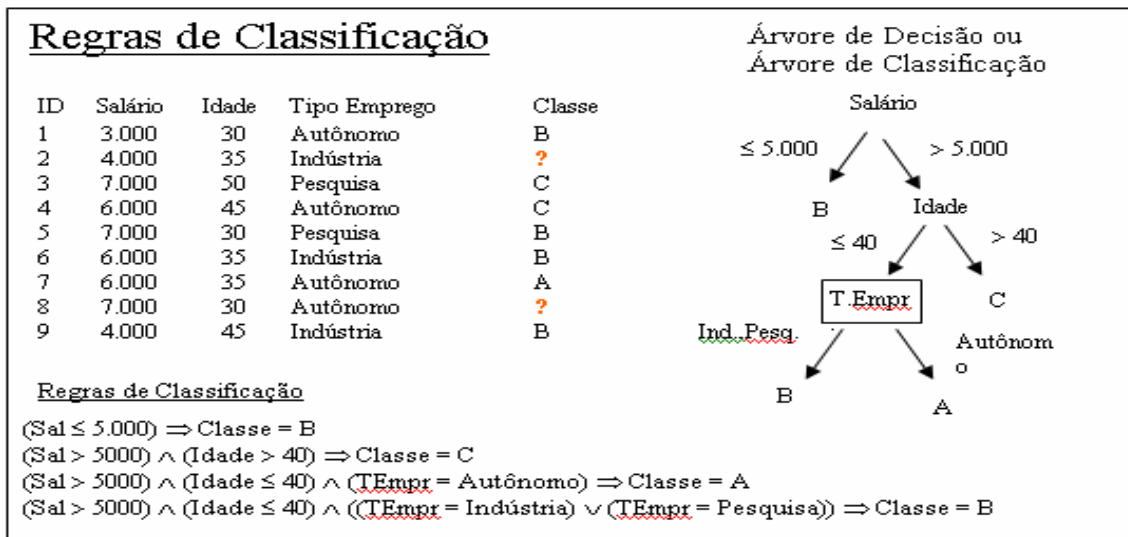 Regras de Classificação
ID Salário Idade Tipo Emprego Classe
1 3.000 30 Autônomo B
2 4.000 35 Indústria ?
3 7.000 50 Pesquisa C
4 6.000 45 Autônomo C
5 7.000 30 Pesquisa B
6 6.000 35 Indústria B
7 6.000 35 Autônomo A
8 7.000 30 Autônomo ?
9 4.000 45 Indústria B
Regras de Classificação
(Sal ≤ 5.000) ⇒ Classe = B
(Sal > 5000) ∧ (Idade > 40) ⇒ Classe = C
(Sal > 5000) ∧ (Idade ≤ 40) ∧ (TEmpr = Autônomo) ⇒ Classe = A
(Sal > 5000) ∧ (Idade ≤ 40) ∧ ((TEmpr = Indústria) ∨ (TEmpr = Pesquisa)) ⇒ Classe = B
Árvore de Decisão ou
Árvore de Classificação
Salário
≤ 5.000 > 5.000
B Idade
≤ 40 > 40
T.Empr C
Ind.,Pesq. Autônom
o
B A